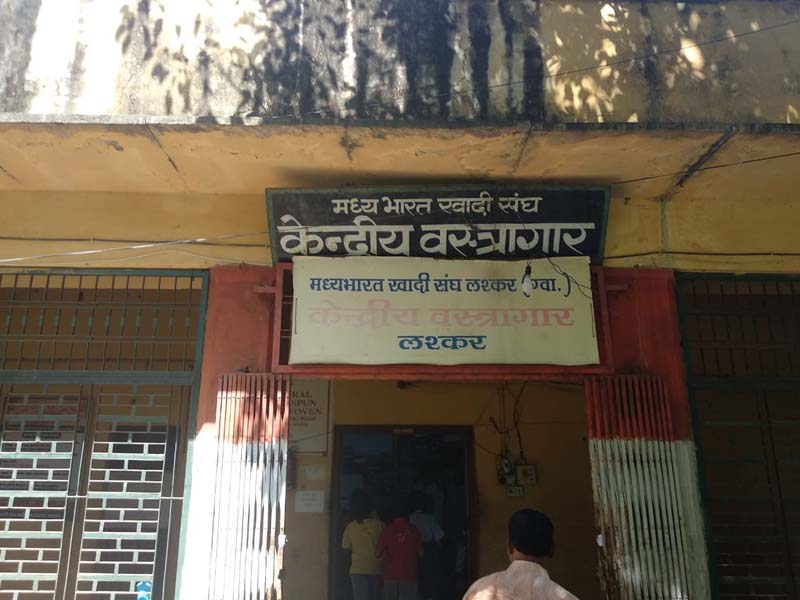 मध्य भारत खादी संघ
केन्द्रीय वस्त्रागार
मध्यभारत खादी संघ लश्कर (ग्वा.)
केन्द्रीय वस्त्रागार
लश्कर